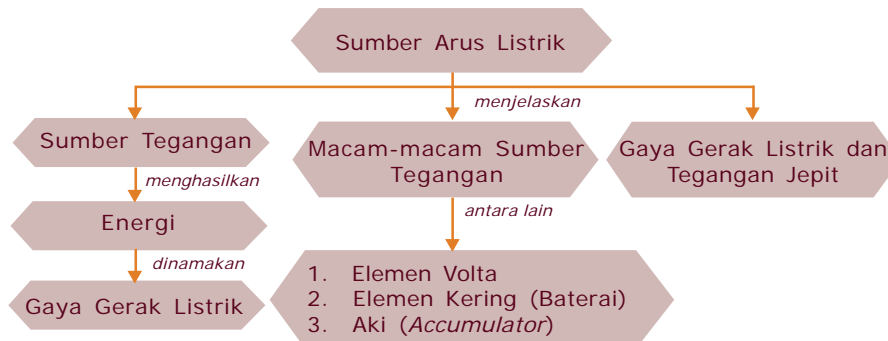 Sumber Arus Listrik
menjelaskan
Sumber Tegangan
menghasilkan
Energi
dinamakan
Gaya Gerak Listrik
Macam-macam Sumber
Tegangan
antara lain
1. Elemen Volta
2. Elemen Kering (Baterai)
3. Aki (Accumulator)
Gaya Gerak Listrik dan
Tegangan Jepit